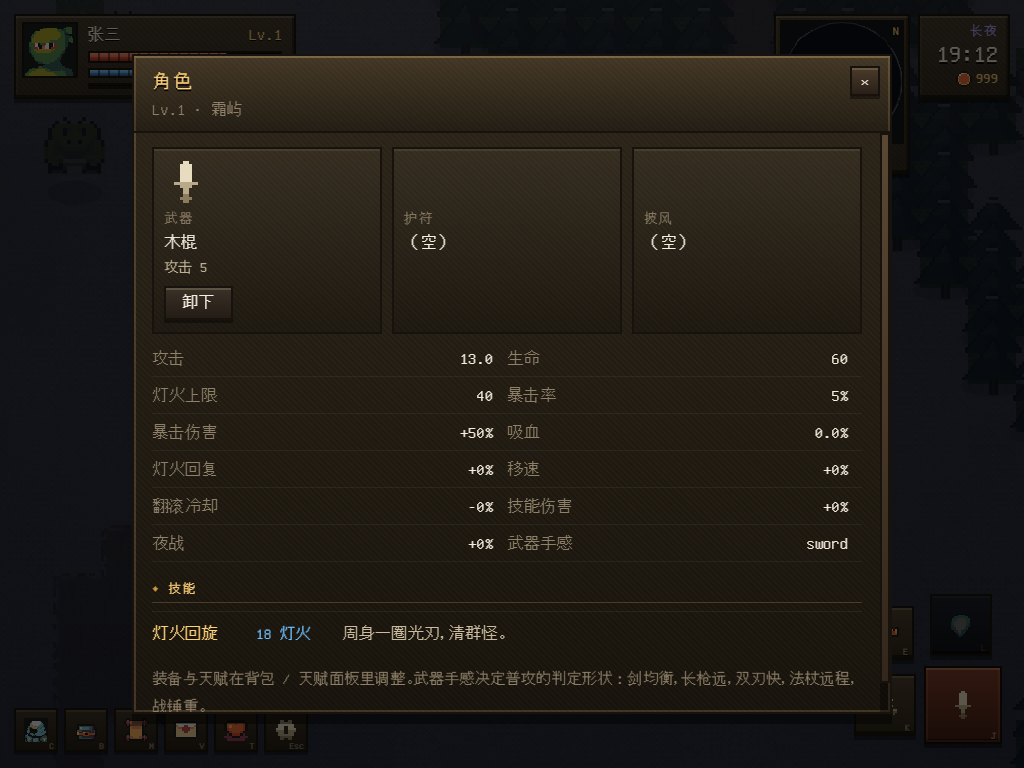 张三 Lv.1
N
长夜
19:12
999
角色
×
Lv.1 · 霜屿
武器
木棍
攻击 5
卸下
护符
(空)
披风
(空)
攻击 13.0 生命 60
灯火上限 40 暴击率 5%
暴击伤害 +50% 吸血 0.0%
灯火回复 +0% 移速 +0%
翻滚冷却 -0% 技能伤害 +0%
夜战 +0% 武器手感 sword
技能
灯火回旋 18 灯火 周身一圈光刃,清群怪。
装备与天赋在背包 / 天赋面板里调整。武器手感决定普攻的判定形状:剑均衡,长枪远,双刃快,法杖远程,
战锤重。
E
K
J
C
B
M
V
T
Esc